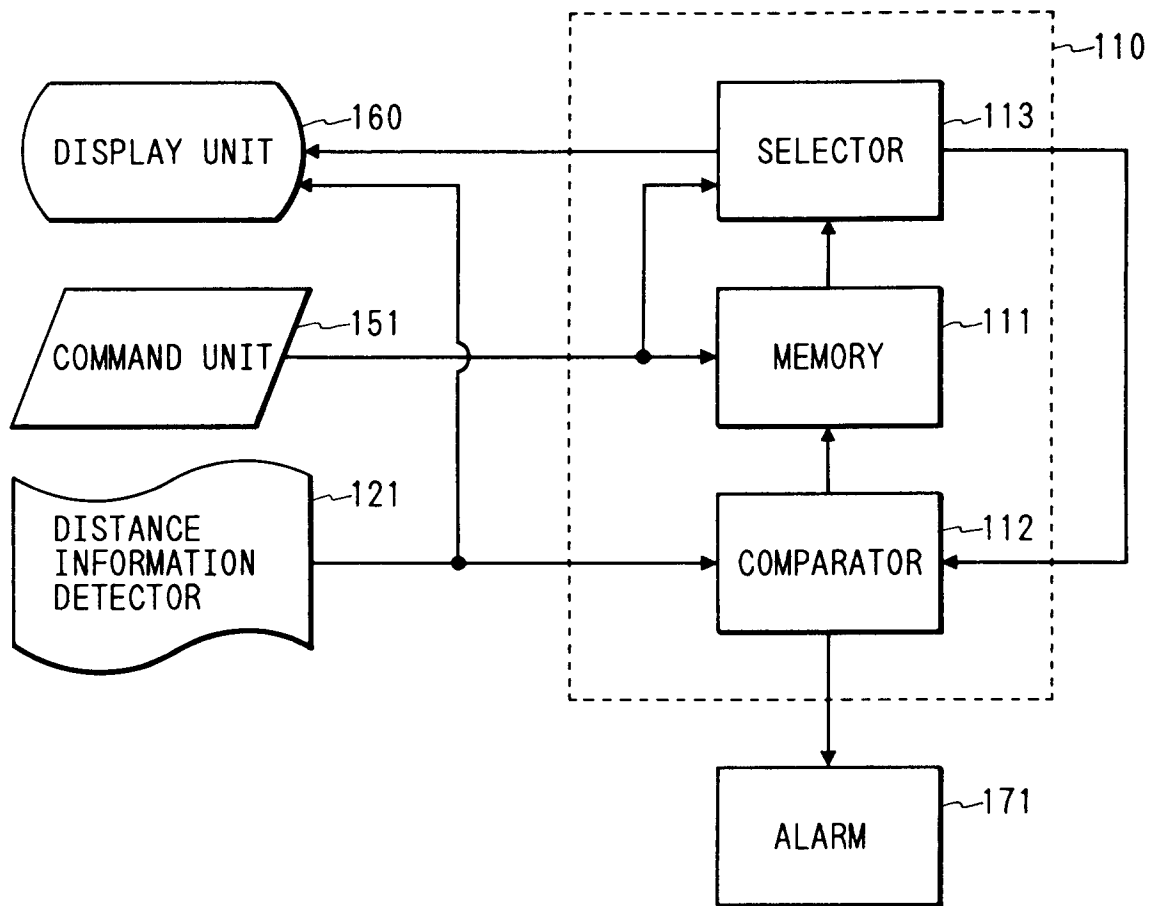 110
160
113
DISPLAY UNIT
SELECTOR
151
111
COMMAND UNIT
MEMORY
121
112
DISTANCE
INFORMATION
DETECTOR
COMPARATOR
171
ALARM